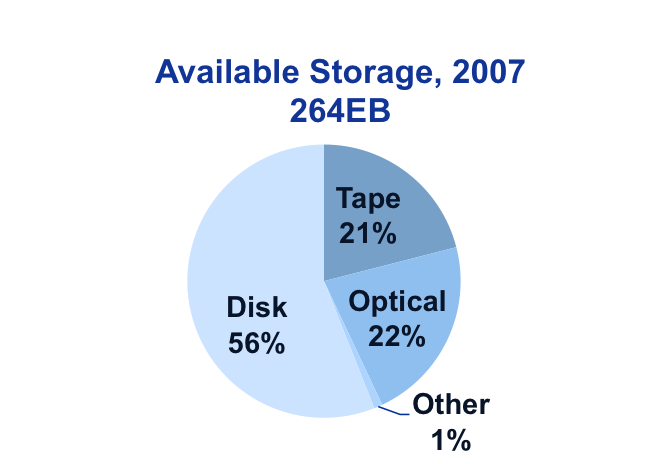 Available Storage, 2007
264EB
Tape
21%
Optical
22%
Disk
56%
Other
1%